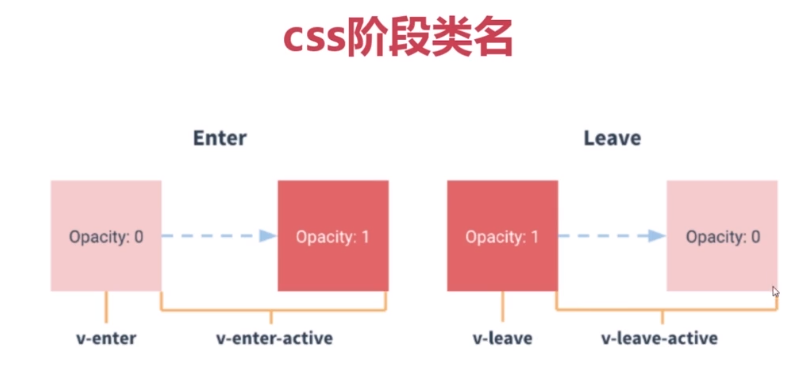 css阶段类名
Enter
Leave
Opacity: 0
Opacity: 1
Opacity: 1
Opacity: 0
v-enter
v-enter-active
v-leave
v-leave-active